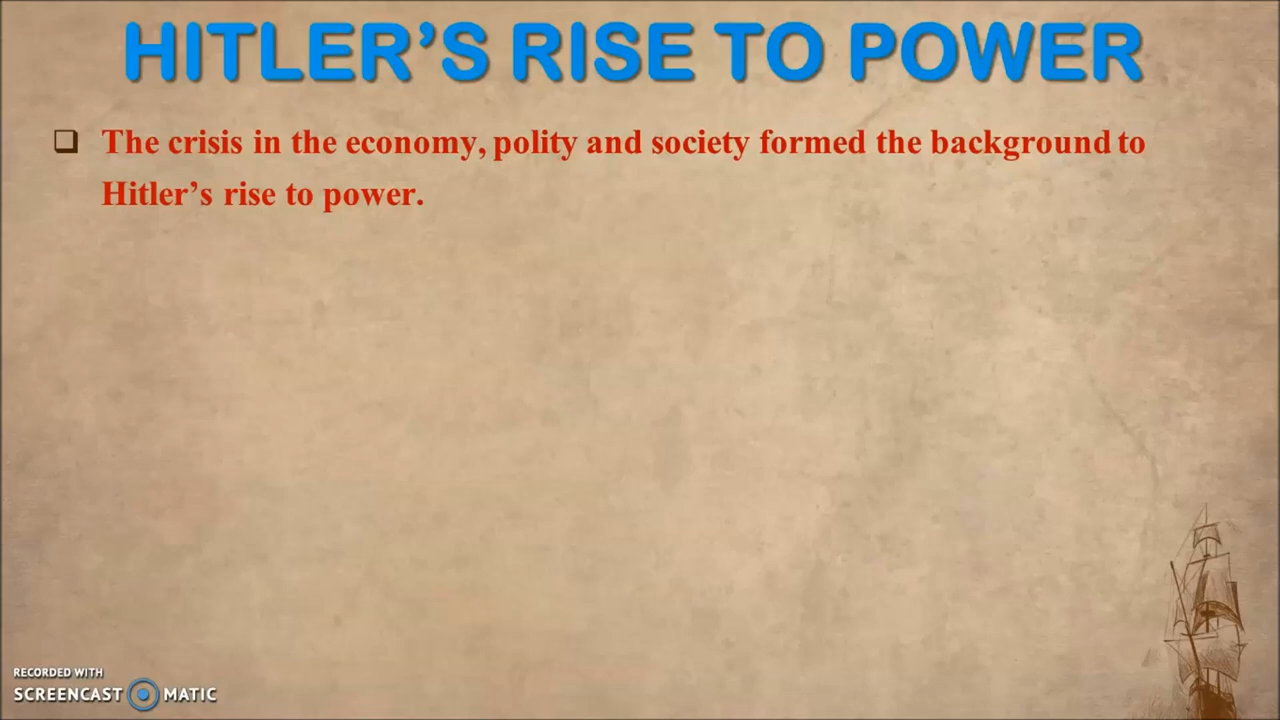 HITLER’S RISE TO POWER
❑ The crisis in the economy, polity and society formed the background to
Hitler’s rise to power.
RECORDED WITH
SCREENCAST MATIC